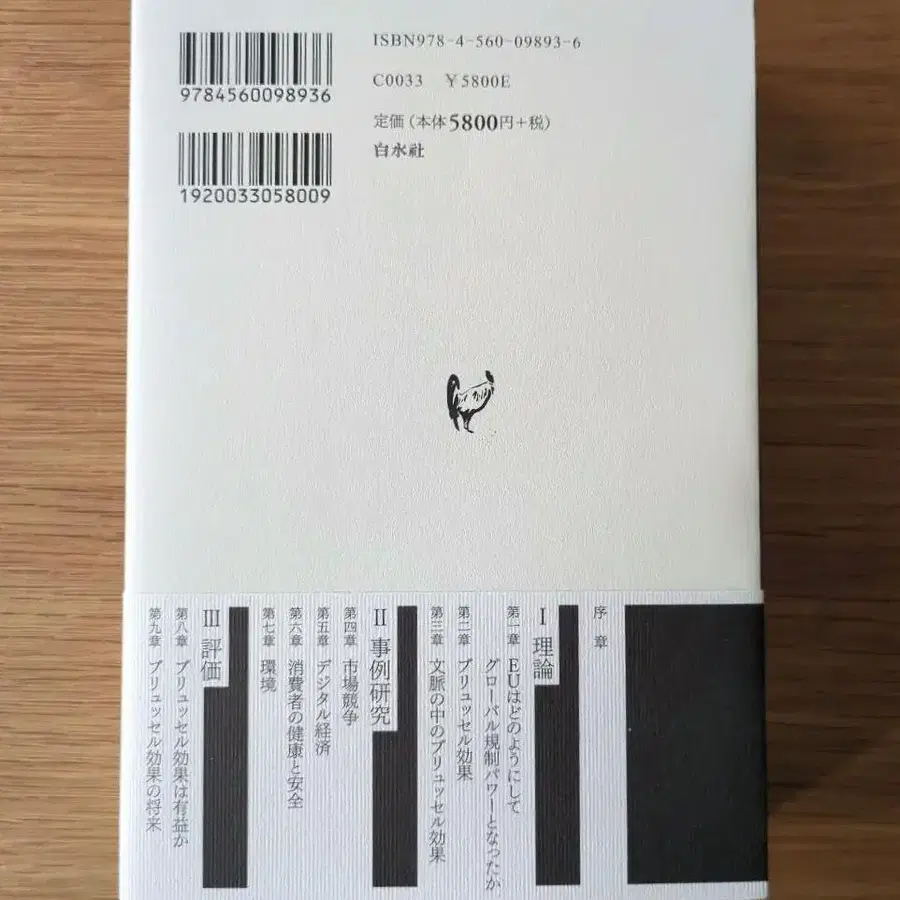 ISBN978-4-560-09893-6
9784560098936
C0033 ¥5800E
定価(本体5800円+税)
白水社
1920033058009
序章
Ⅰ 理論
第一章 EUはどのようにして
グローバル規制パワーとなったか
第二章 ブリュッセル効果
第三章 文脈の中のブリュッセル効果
Ⅱ 事例研究
第四章 市場競争
第五章 デジタル経済
第六章 消費者の健康と安全
第七章 環境
Ⅲ 評価
第八章 ブリュッセル効果は有益か
第九章 ブリュッセル効果の将来